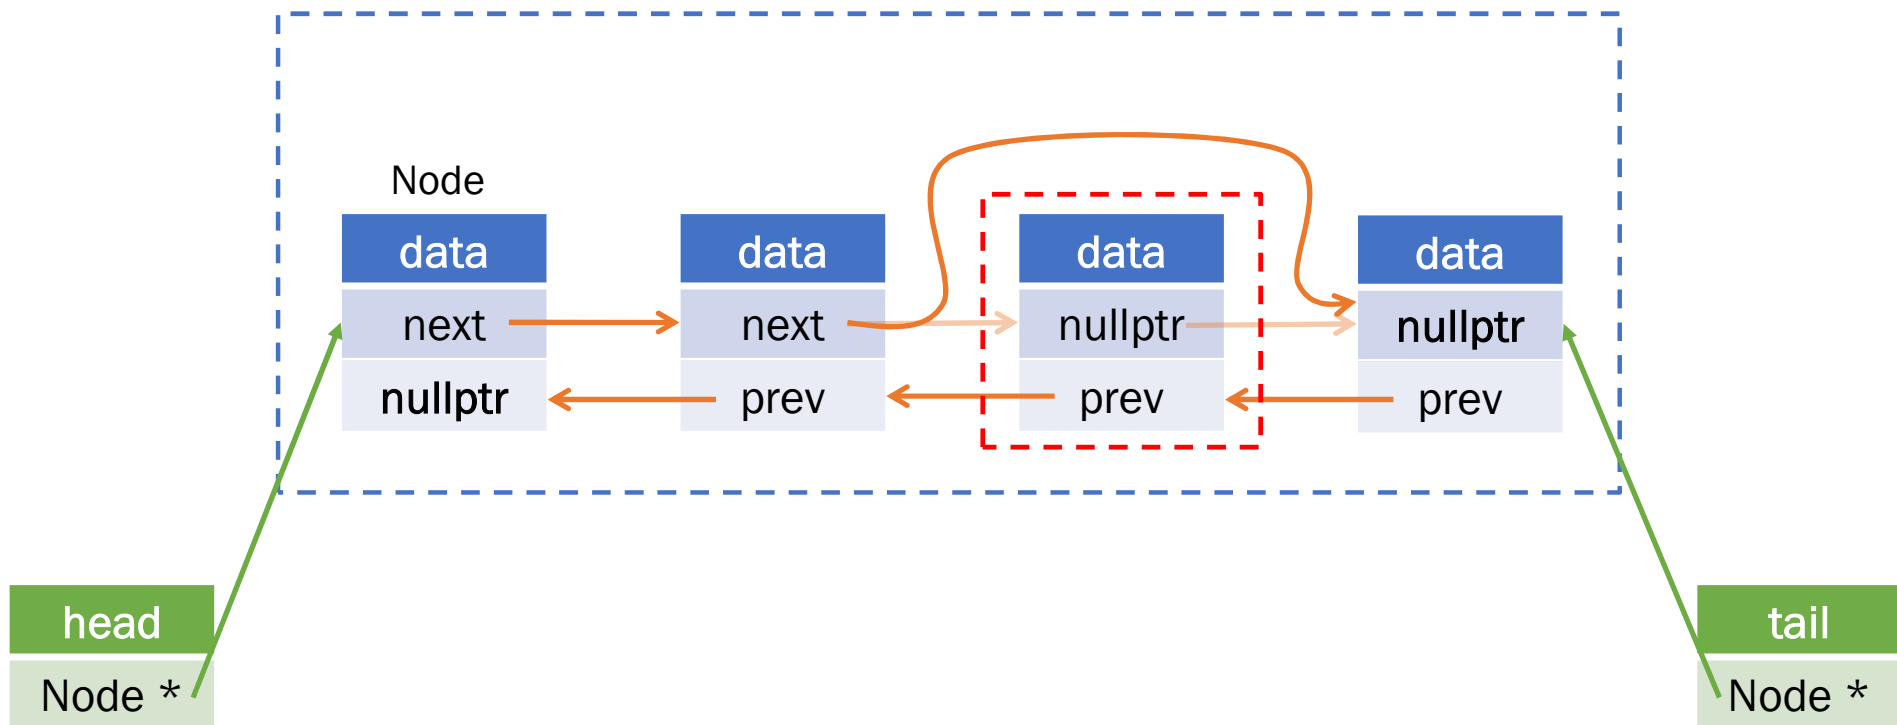 Node
data
next
nullptr
data
next
prev
data
nullptr
prev
data
nullptr
prev
head
Node *
tail
Node *